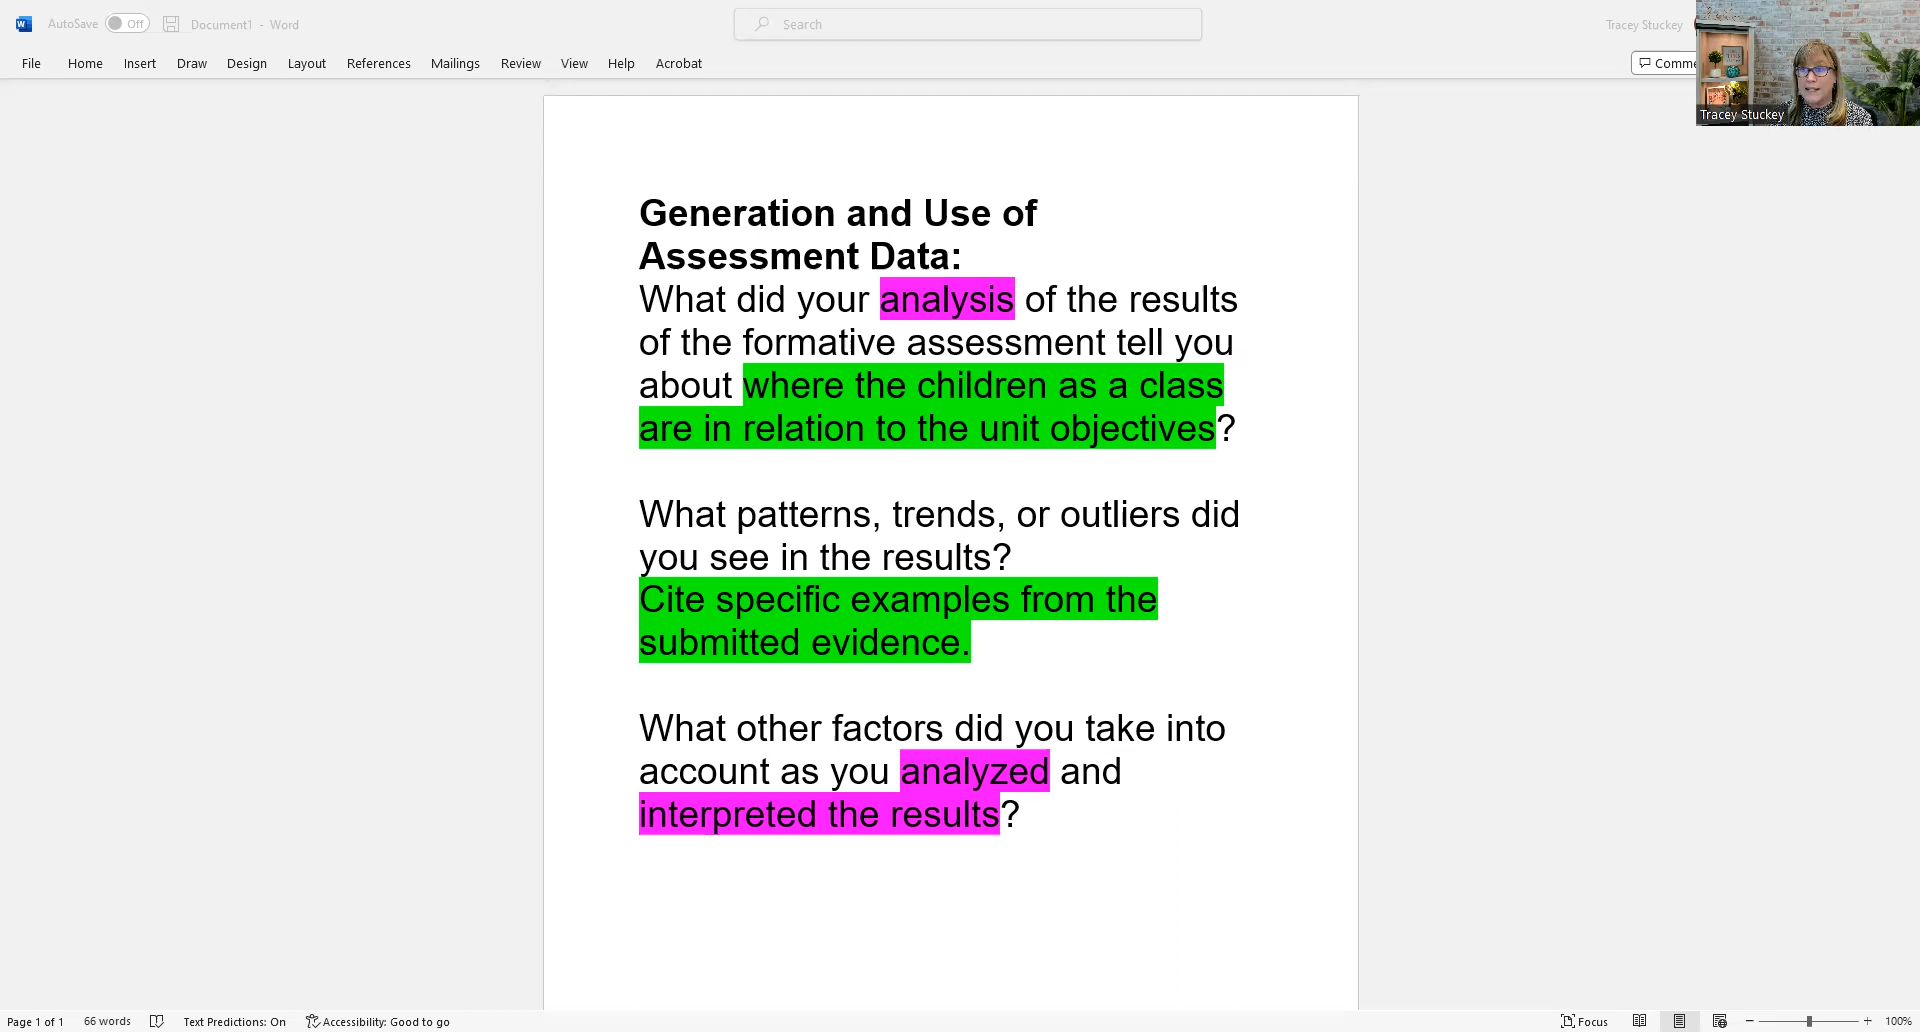 AutoSave Off Document1 - Word Search Tracey Stuckey
File Home Insert Draw Design Layout References Mailings Review View Help Acrobat Comme
Tracey Stuckey
Generation and Use of
Assessment Data:
What did your analysis of the results
of the formative assessment tell you
about where the children as a class
are in relation to the unit objectives?
What patterns, trends, or outliers did
you see in the results?
Cite specific examples from the
submitted evidence.
What other factors did you take into
account as you analyzed and
interpreted the results?
Page 1 of 1 66 words Text Predictions: On Accessibility: Good to go Focus 100%